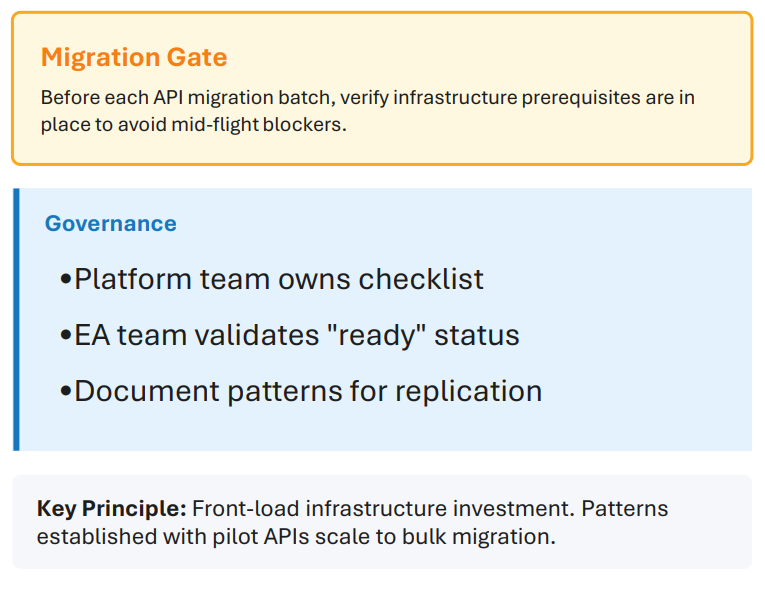 Migration Gate
Before each API migration batch, verify infrastructure prerequisites are in
place to avoid mid-flight blockers.
Governance
•Platform team owns checklist
•EA team validates "ready" status
•Document patterns for replication
Key Principle: Front-load infrastructure investment. Patterns
established with pilot APIs scale to bulk migration.